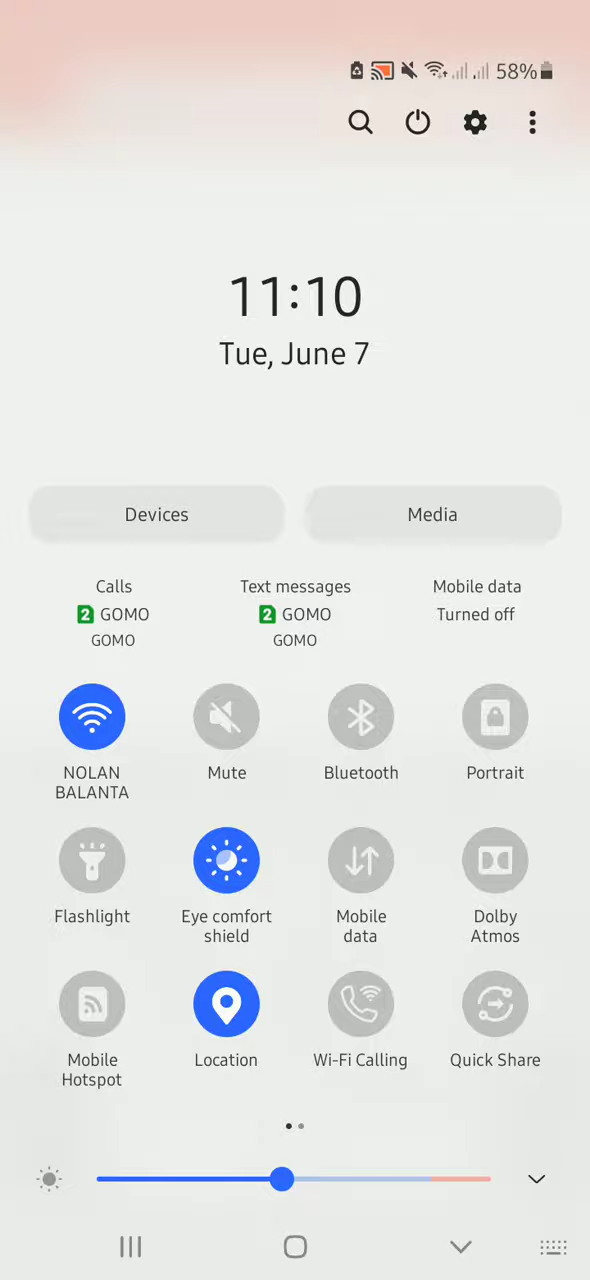 58%
11:10
Tue, June 7
Devices Media
Calls Text messages Mobile data
2 GOMO 2 GOMO Turned off
GOMO GOMO
NOLAN Mute Bluetooth Portrait
BALANTA
Flashlight Eye comfort Mobile Dolby
shield data Atmos
Mobile Location Wi-Fi Calling Quick Share
Hotspot